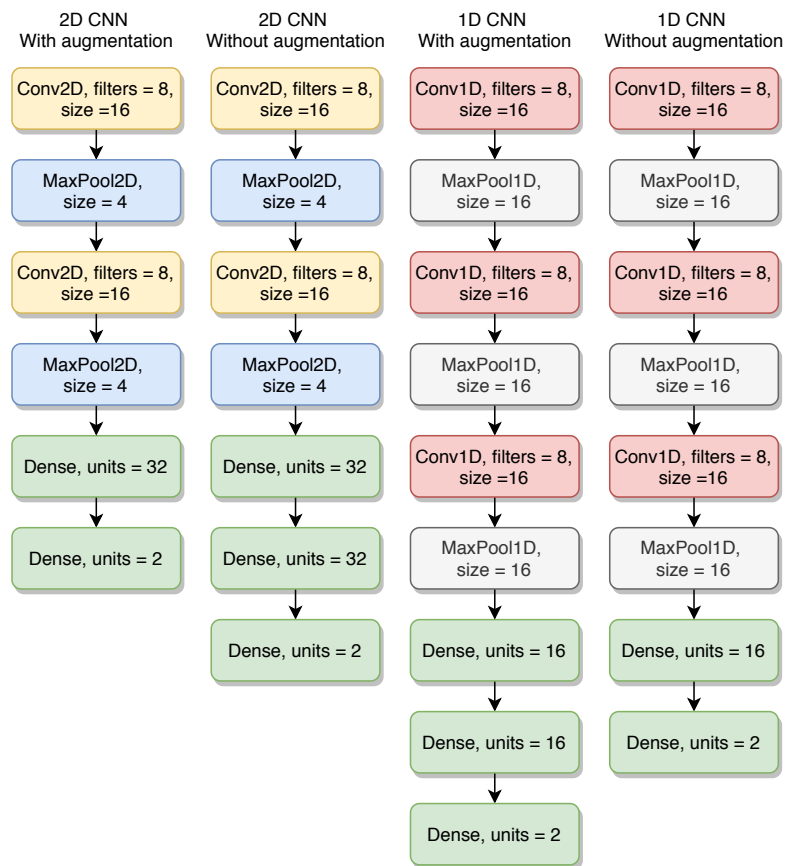 2D CNN
With augmentation
Conv2D, filters = 8,
size =16
MaxPool2D,
size = 4
Conv2D, filters = 8,
size =16
MaxPool2D,
size = 4
Dense, units = 32
Dense, units = 2
2D CNN
Without augmentation
Conv2D, filters = 8,
size =16
MaxPool2D,
size = 4
Conv2D, filters = 8,
size =16
MaxPool2D,
size = 4
Dense, units = 32
Dense, units = 32
Dense, units = 2
1D CNN
With augmentation
Conv1D, filters = 8,
size =16
MaxPool1D,
size = 16
Conv1D, filters = 8,
size =16
MaxPool1D,
size = 16
Conv1D, filters = 8,
size =16
MaxPool1D,
size = 16
Dense, units = 16
Dense, units = 16
Dense, units = 2
1D CNN
Without augmentation
Conv1D, filters = 8,
size =16
MaxPool1D,
size = 16
Conv1D, filters = 8,
size =16
MaxPool1D,
size = 16
Conv1D, filters = 8,
size =16
MaxPool1D,
size = 16
Dense, units = 16
Dense, units = 2